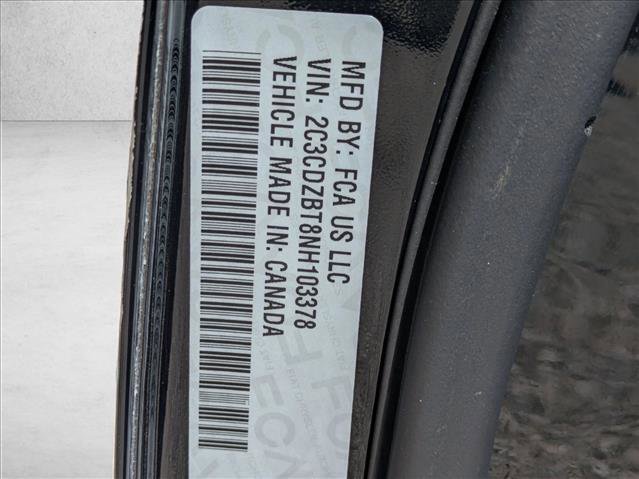 MFD BY: FCA US LLC
VIN: 2C3CDZBT8NH103378
VEHICLE MADE IN: CANADA